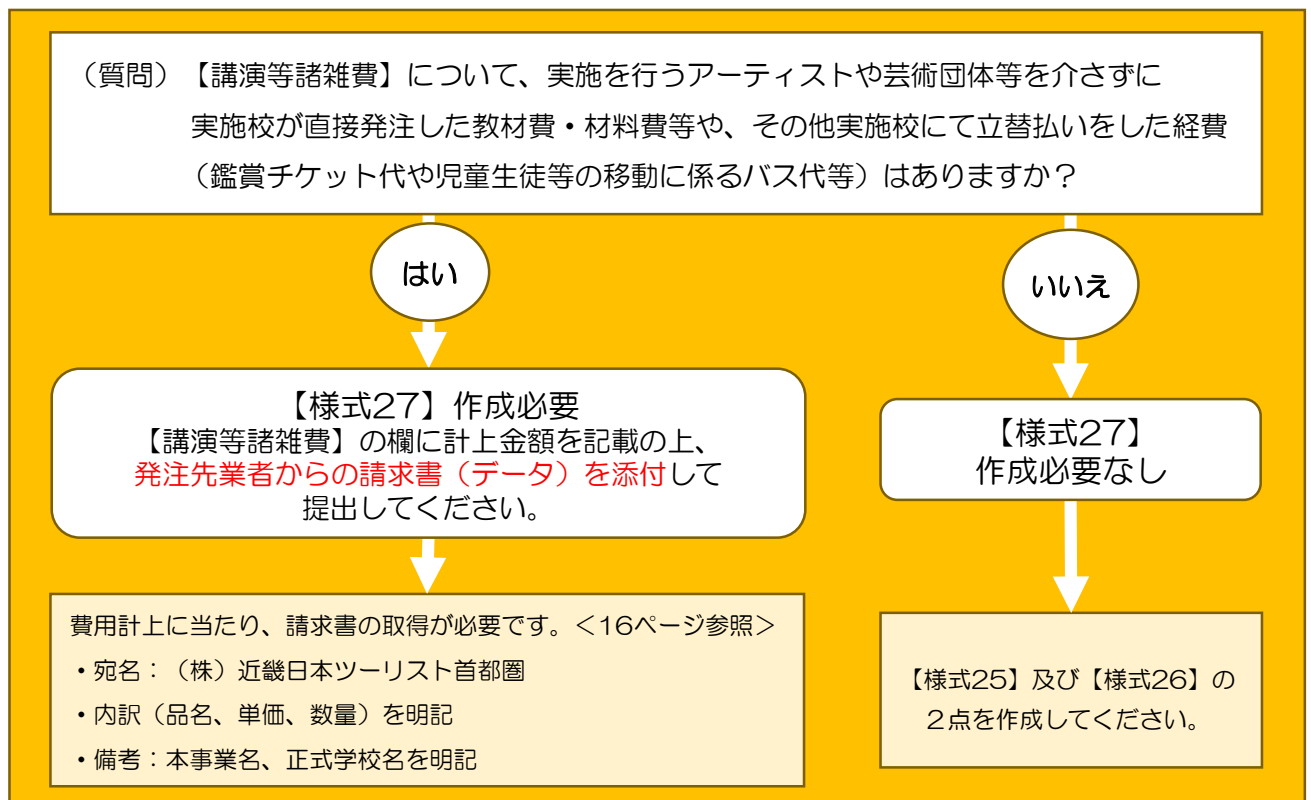 （質問）【講演等諸雑費】について、実施を行うアーティストや芸術団体等を介さずに
実施校が直接発注した教材費・材料費等や、その他実施校にて立替払いをした経費
（鑑賞チケット代や児童生徒等の移動に係るバス代等）はありますか？
はい
いいえ
【様式27】作成必要
【講演等諸雑費】の欄に計上金額を記載の上、
発注先業者からの請求書（データ）を添付して
提出してください。
【様式27】
作成必要なし
費用計上に当たり、請求書の取得が必要です。＜16ページ参照＞
・宛名：（株）近畿日本ツーリスト首都圏
・内訳（品名、単価、数量）を明記
・備考：本事業名、正式学校名を明記
【様式25】及び【様式26】の
２点を作成してください。